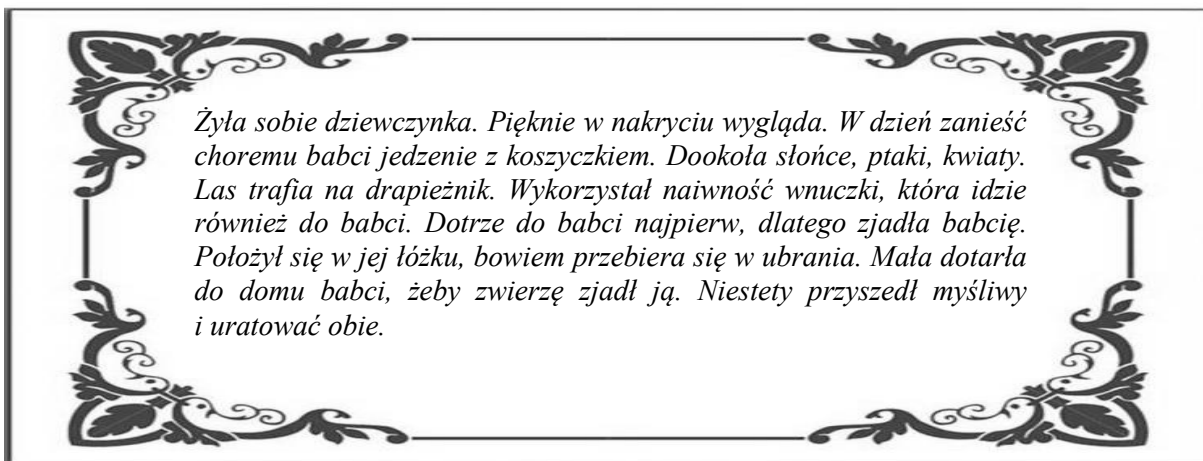 Żyła sobie dziewczynka. Pięknie w nakryciu wygląda. W dzień zanieść
choremu babci jedzenie z koszyczkiem. Dookoła słońce, ptaki, kwiaty.
Las trafia na drapieżnik. Wykorzystał naiwność wnuczki, która idzie
również do babci. Dotrze do babci najpierw, dlatego zjadła babcię.
Położył się w jej łóżku, bowiem przebiera się w ubrania. Mała dotarła
do domu babci, żeby zwierzę zjadł ją. Niestety przyszedł myśliwy
i uratować obie.